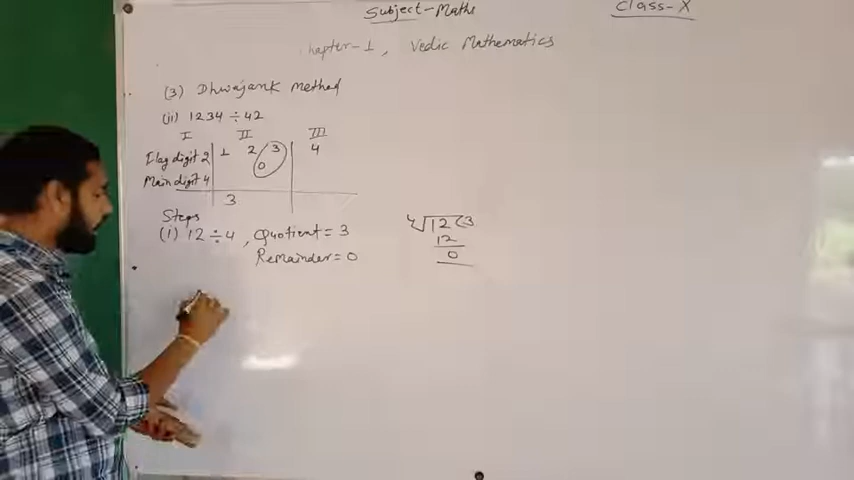 Subject-Maths Class-X
hapter-1, Vedic Mathematics
(3) Dhwajank method
(ii) 1234 ÷ 42
I II III
Flag digit 2 1 2 3 4
0
Main digit 4
3
Steps
(i) 12 ÷ 4, Quotient = 3
Remainder = 0
4 √12(3
12
0